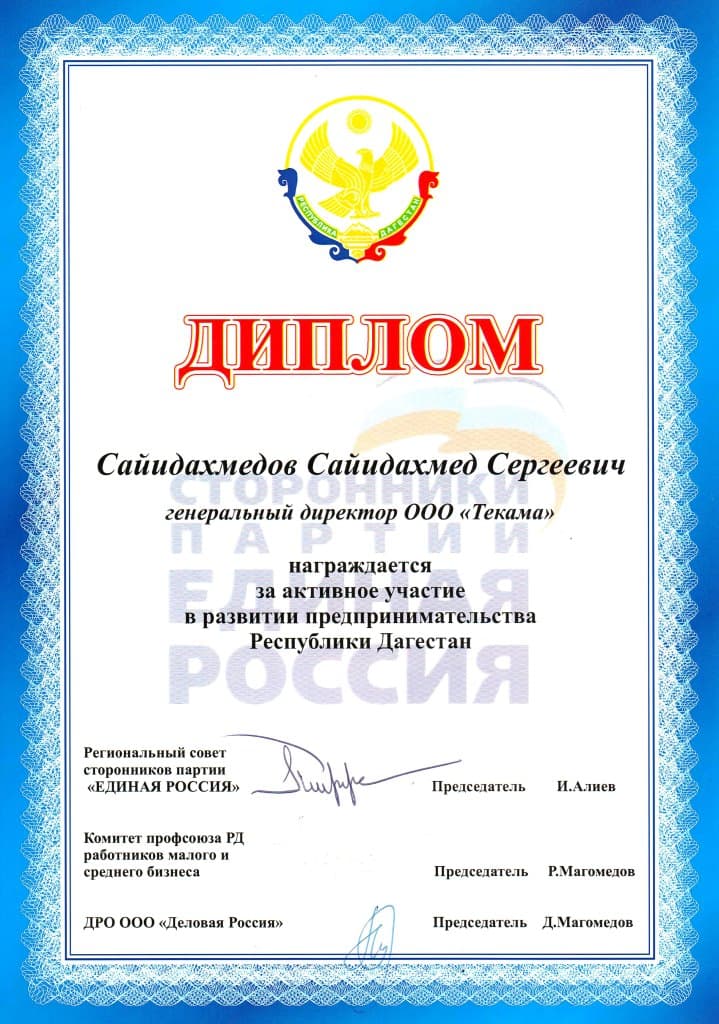 РЕСПУБЛИКА ДАГЕСТАН
ДИПЛОМ
Сайидахмедов Сайидахмед Сергеевич
генеральный директор ООО «Текама»
награждается
за активное участие
в развитии предпринимательства
Республики Дагестан
СТОРОННИКИ
ПАРТИИ
ЕДИНАЯ
РОССИЯ
Региональный совет
сторонников партии
«ЕДИНАЯ РОССИЯ» Председатель И.Алиев
Комитет профсоюза РД
работников малого и
среднего бизнеса Председатель Р.Магомедов
ДРО ООО «Деловая Россия» Председатель Д.Магомедов